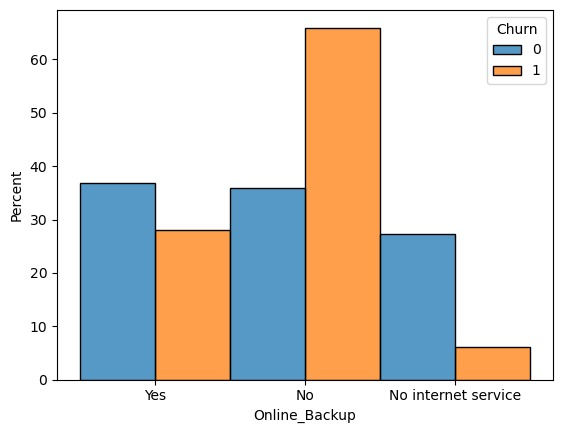 Churn
0
1
Percent
60
50
40
30
20
10
0
Yes
No
No internet service
Online_Backup